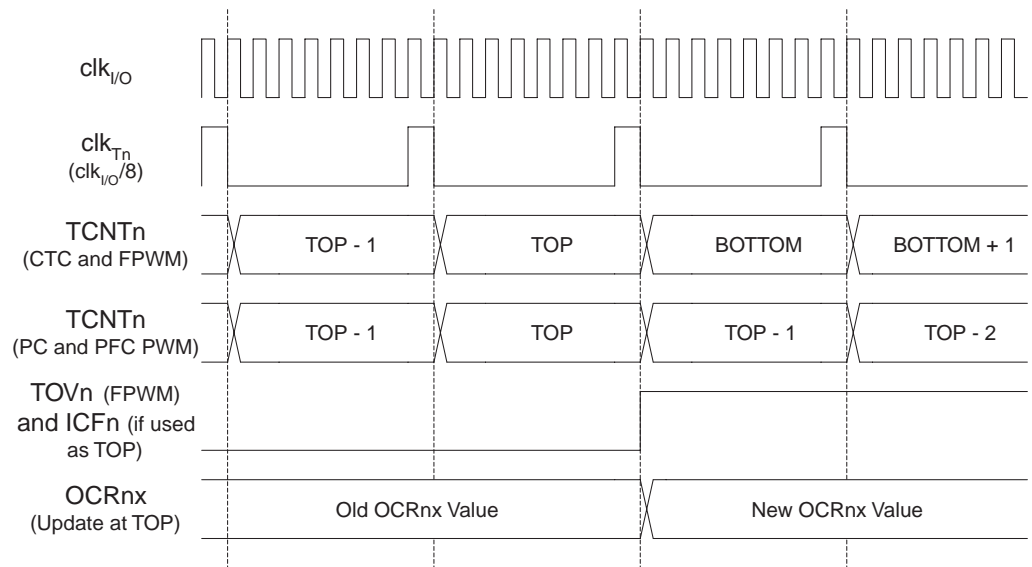 clkI/O
clkTn
(clkI/O/8)
TCNTn
(CTC and FPWM)
TOP - 1
TOP
BOTTOM
BOTTOM + 1
TCNTn
(PC and PFC PWM)
TOP - 1
TOP
TOP - 1
TOP - 2
TOVn (FPWM)
and ICFn (if used
as TOP)
OCRnx
(Update at TOP)
Old OCRnx Value
New OCRnx Value